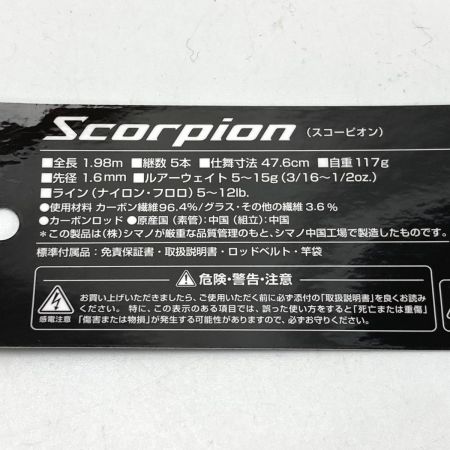 Scorpion (スコーピオン)
■全長 1.98m ■継数 5本 ■仕舞寸法 47.6cm ■自重 117g
■先径 1.6mm ■ルアーウェイト 5～15g (3/16～1/2oz.)
■ライン (ナイロン・フロロ) 5～12lb.
●使用材料 カーボン繊維96.4%/グラス・その他の繊維 3.6%
●カーボンロッド ●原産国 (素管):中国 (組立):中国
＊この製品は(株)シマノが厳重な品質管理のもと、シマノ中国工場で製造したものです。
標準付属品：免責保証書・取扱説明書・ロッドベルト・竿袋
危険・警告・注意
お買い上げいただきましたら、ご使用いただく前に必ず添付の『取扱説明書』を良くお読み
ください。特に、この表示のある項目では、誤った使い方をすると「死亡または重傷」
「傷害または物損」が発生する可能性がありますので、必ずお守りください。
感電注意